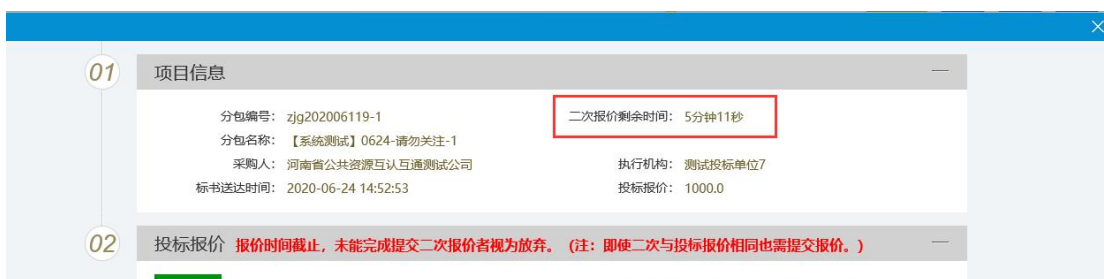 01 项目信息
分包编号： zjg202006119-1 二次报价剩余时间： 5分钟11秒
分包名称： 【系统测试】0624-请勿关注-1
采购人： 河南省公共资源互认互通测试公司 执行机构： 测试投标单位7
标书送达时间： 2020-06-24 14:52:53 投标报价： 1000.0
02 投标报价 报价时间截止，未能完成提交二次报价者视为放弃。（注：即使二次与投标报价相同也需提交报价。）